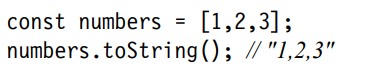 const numbers = [1,2,3];
numbers.toString(); // "1,2,3"